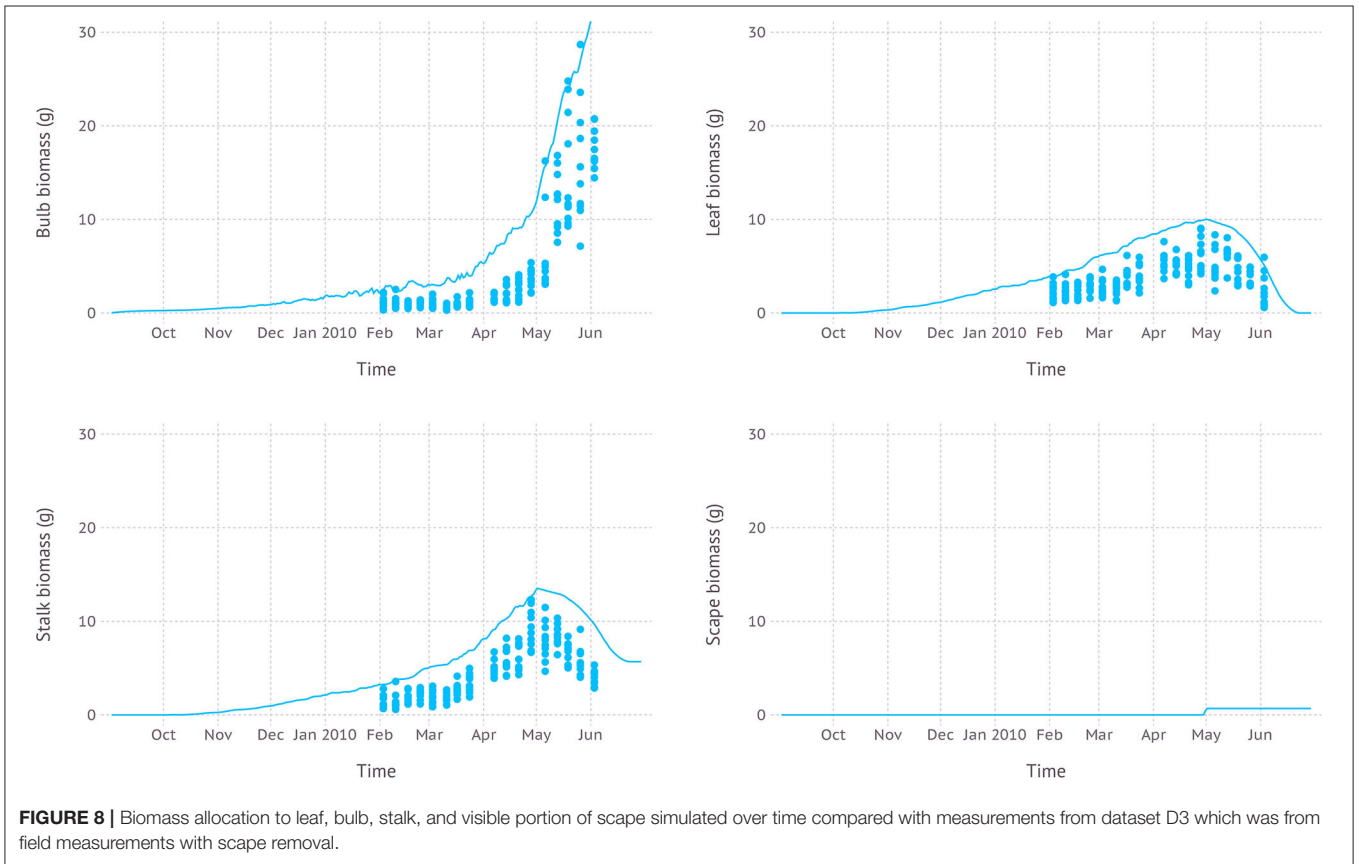 30
20
10
0
Bulb biomass (g)
Oct Nov Dec Jan 2010 Feb Mar Apr May Jun
Time
30
20
10
0
Leaf biomass (g)
Oct Nov Dec Jan 2010 Feb Mar Apr May Jun
Time
30
20
10
0
Stalk biomass (g)
Oct Nov Dec Jan 2010 Feb Mar Apr May Jun
Time
30
20
10
0
Scape biomass (g)
Oct Nov Dec Jan 2010 Feb Mar Apr May Jun
Time
FIGURE 8 | Biomass allocation to leaf, bulb, stalk, and visible portion of scape simulated over time compared with measurements from dataset D3 which was from
field measurements with scape removal.